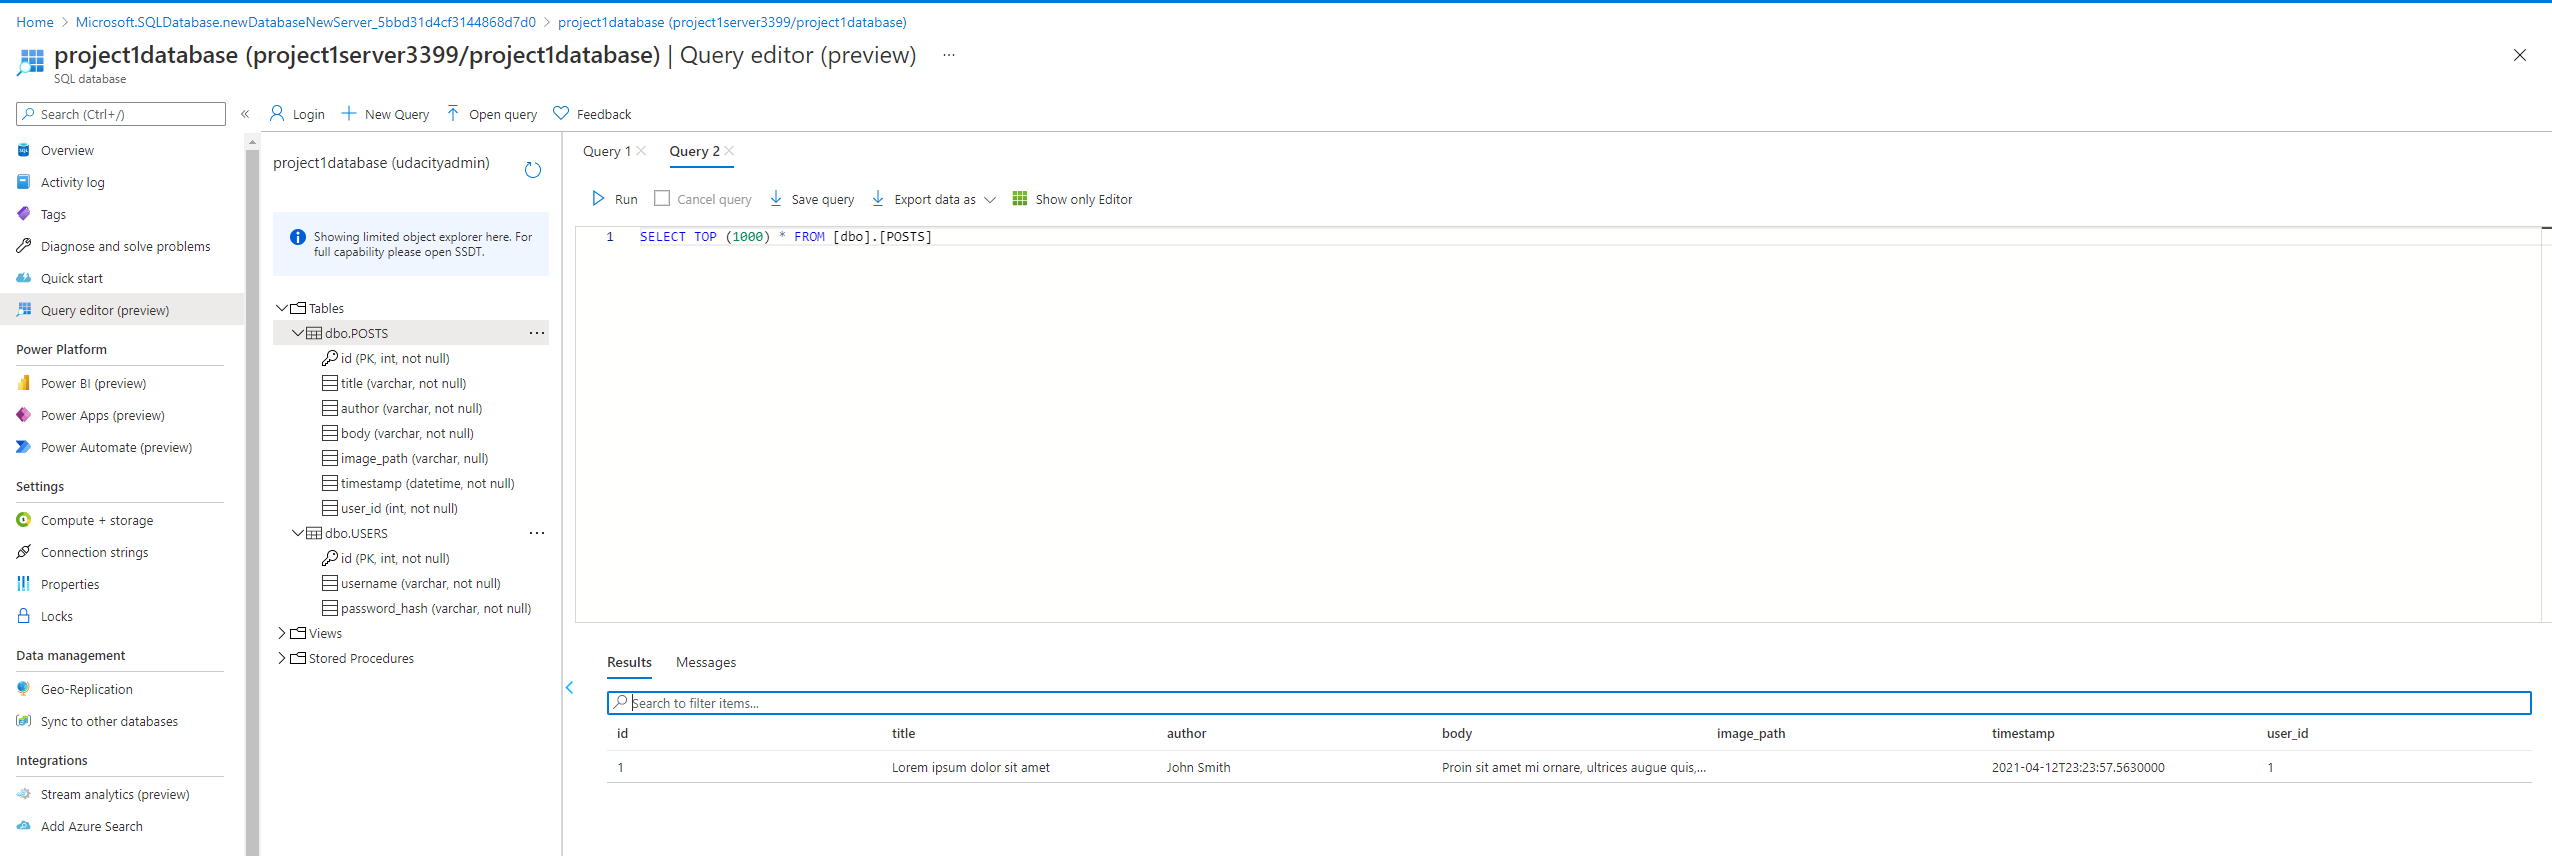 Home > Microsoft.SQLDatabase.newDatabaseNewServer_5bbd31d4cf3144868d7d0 > project1database (project1server3399/project1database)
project1database (project1server3399/project1database) | Query editor (preview) ...
SQL database
Search (Ctrl+/)
«
Login
New Query
Open query
Feedback
Overview
Activity log
Tags
Diagnose and solve problems
Quick start
Query editor (preview)
Power Platform
Power BI (preview)
Power Apps (preview)
Power Automate (preview)
Settings
Compute + storage
Connection strings
Properties
Locks
Data management
Geo-Replication
Sync to other databases
Integrations
Stream analytics (preview)
Add Azure Search
project1database (udacityadmin)
Showing limited object explorer here. For
full capability please open SSDT.
Tables
dbo.POSTS ...
id (PK, int, not null)
title (varchar, not null)
author (varchar, not null)
body (varchar, not null)
image_path (varchar, null)
timestamp (datetime, not null)
user_id (int, not null)
dbo.USERS ...
id (PK, int, not null)
username (varchar, not null)
password_hash (varchar, not null)
Views
Stored Procedures
Query 1 Query 2
Run Cancel query Save query Export data as Show only Editor
1 SELECT TOP (1000) * FROM [dbo].[POSTS]
Results Messages
Search to filter items...
id title author body image_path timestamp user_id
1 Lorem ipsum dolor sit amet John Smith Proin sit amet mi ornare, ultrices augue quis,... 2021-04-12T23:23:57.5630000 1